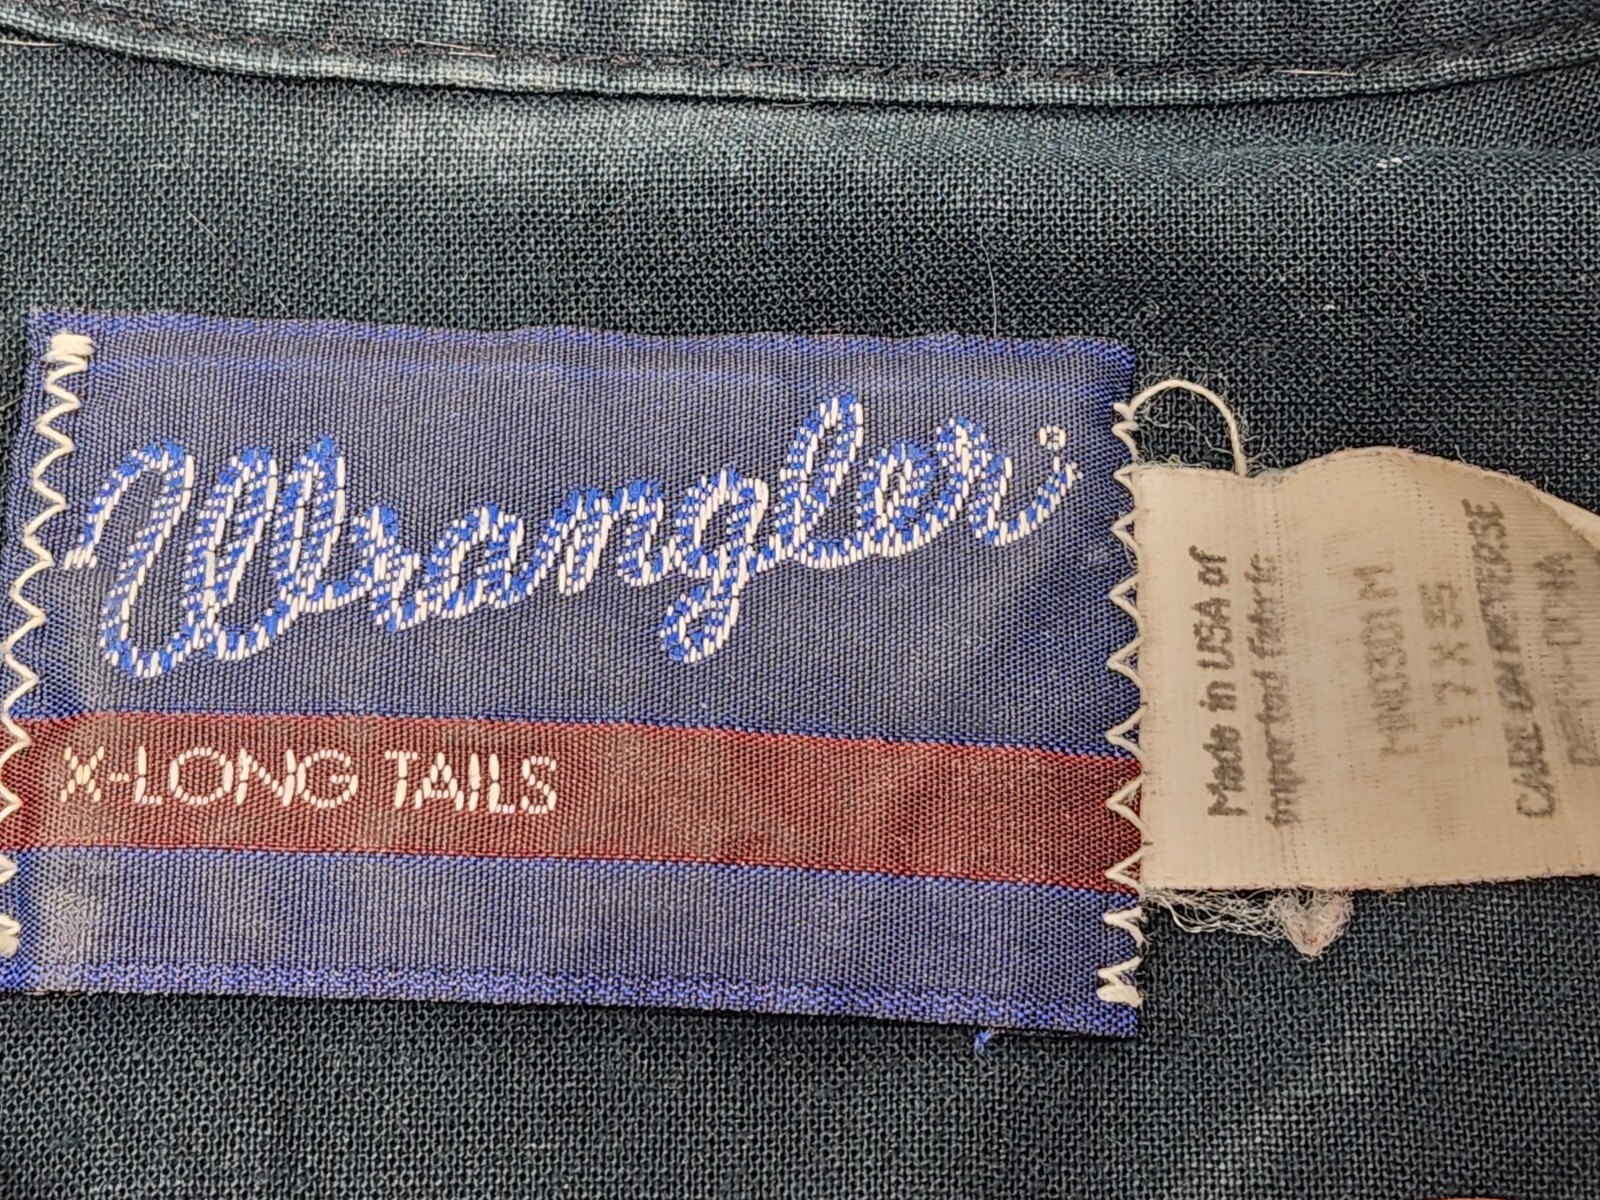 Wrangler®
X-LONG TAILS
Made in USA of
Imported Fabric
17 X 35
CARE ON REVERSE